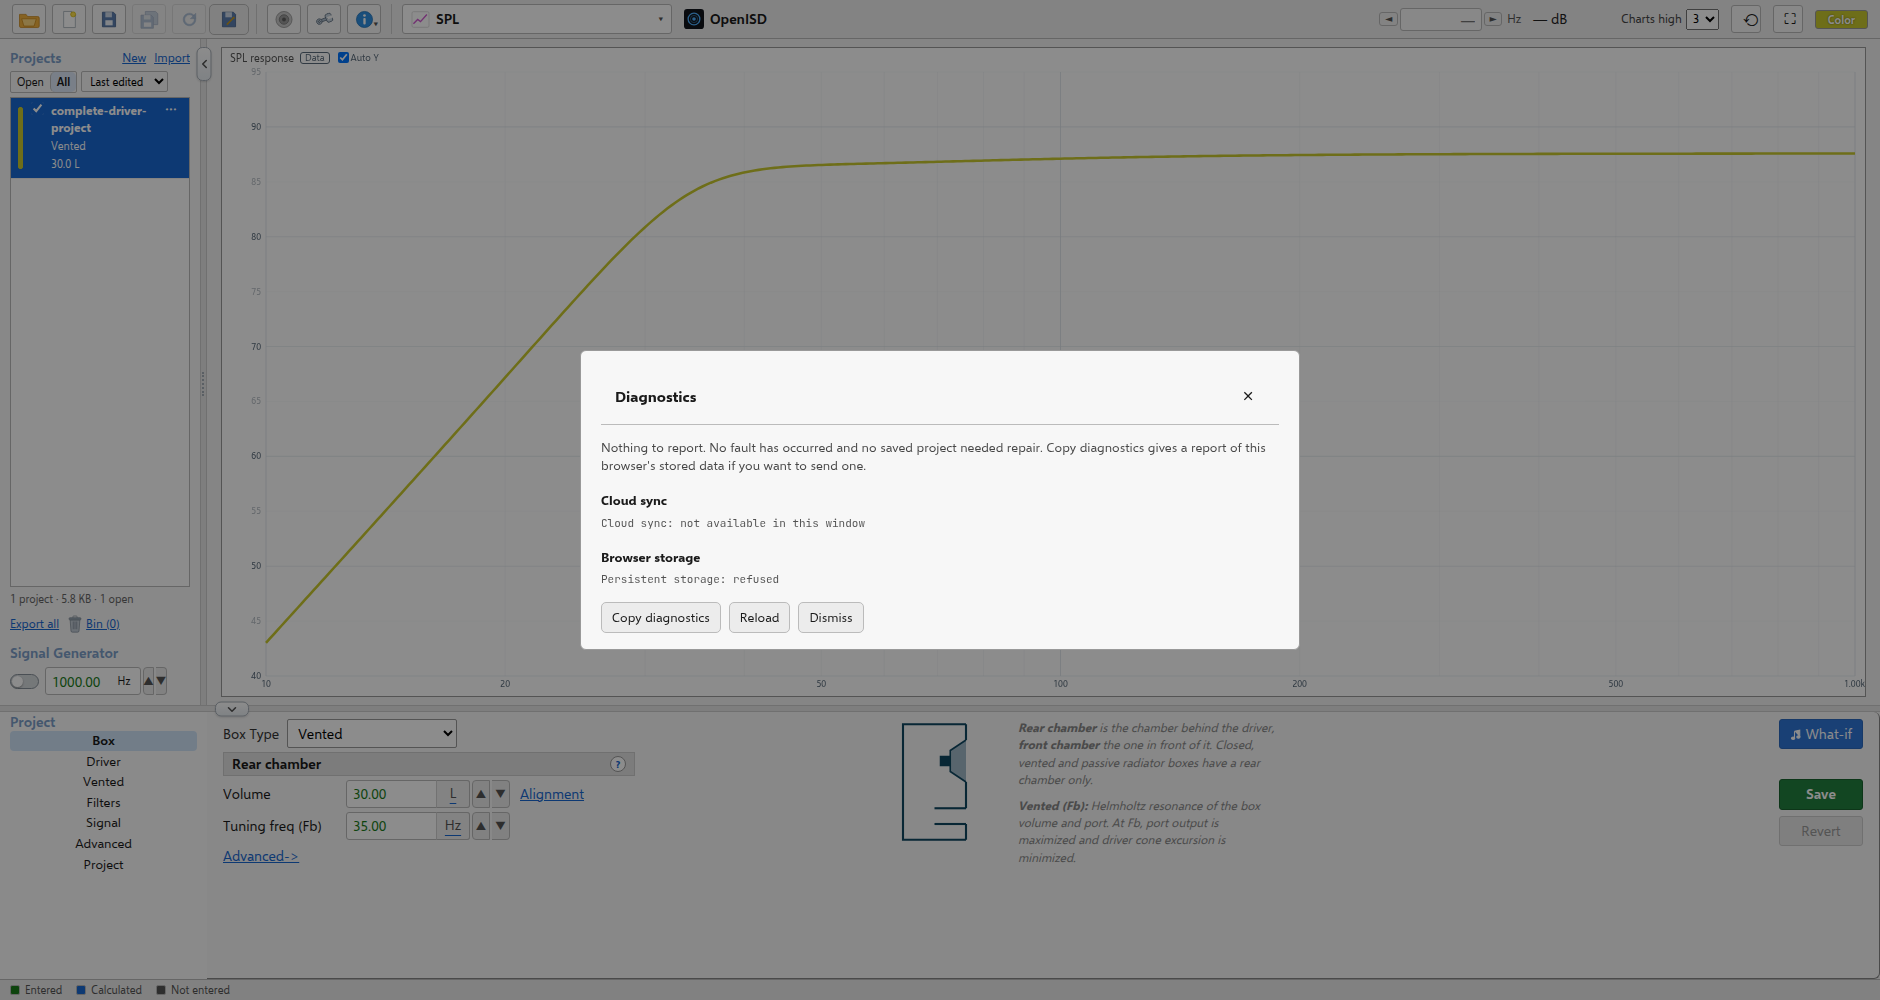 SPL
OpenISD
— Hz — dB
Charts high 3
Color
Projects New Import
Open All Last edited
complete-driver-project
Vented
30.0 L
1 project · 5.8 KB · 1 open
Export all Bin (0)
Signal Generator
1000.00 Hz
SPL response Data Auto Y
95
90
85
80
75
70
65
60
55
50
45
40
10 20 50 100 200 500 1.00k
Diagnostics ×
Nothing to report. No fault has occurred and no saved project needed repair. Copy diagnostics gives a report of this
browser's stored data if you want to send one.
Cloud sync
Cloud sync: not available in this window
Browser storage
Persistent storage: refused
Copy diagnostics Reload Dismiss
Project
Box
Driver
Vented
Filters
Signal
Advanced
Project
Box Type Vented
Rear chamber ?
Volume 30.00 L Alignment
Tuning freq (Fb) 35.00 Hz
Advanced->
Rear chamber is the chamber behind the driver,
front chamber the one in front of it. Closed,
vented and passive radiator boxes have a rear
chamber only.
Vented (Fb): Helmholtz resonance of the box
volume and port. At Fb, port output is
maximized and driver cone excursion is
minimized.
What-if
Save
Revert
Entered Calculated Not entered